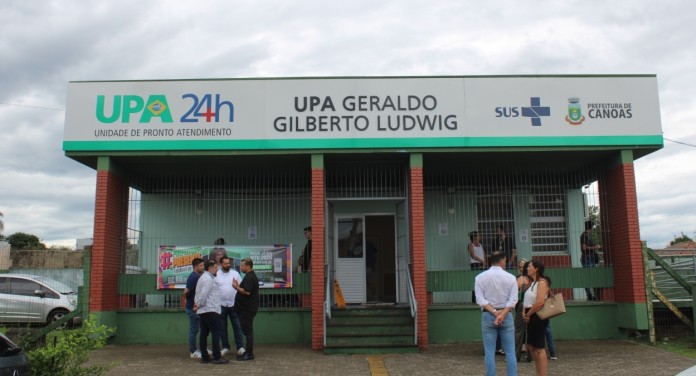 UPA 24h
UNIDADE DE PRONTO ATENDIMENTO
UPA GERALDO
GILBERTO LUDWIG
SUS
PREFEITURA DE
CANOAS